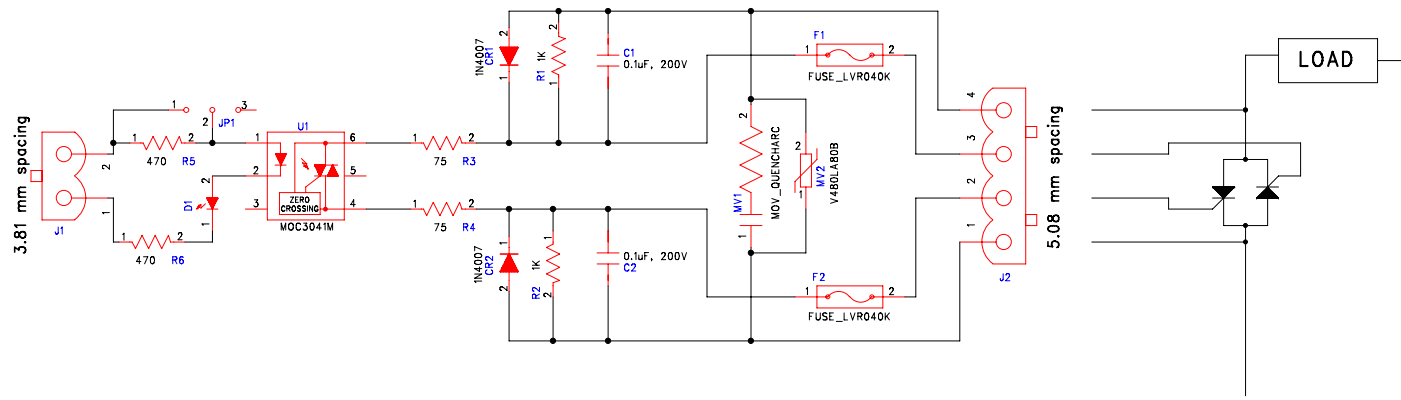 3.81 mm spacing
J1
2
1
1
2
3
JP1
1
2
470
R5
1
2
470
R6
2
1
D1
U1
1
2
3
6
5
4
ZERO
CROSSING
MOC3041M
1
2
75
R3
1
2
75
R4
2
1
1N4007
CR1
2
1
1K
R1
C1
0.1uF, 200V
1
2
1N4007
CR2
1
2
1K
R2
0.1uF, 200V
C2
2
1
MV1
MOV_QUENCHARC
2
1
MV2
V480LA80B
F1
1
2
FUSE_LVR040K
F2
1
2
FUSE_LVR040K
4
3
2
1
J2
5.08 mm spacing
LOAD